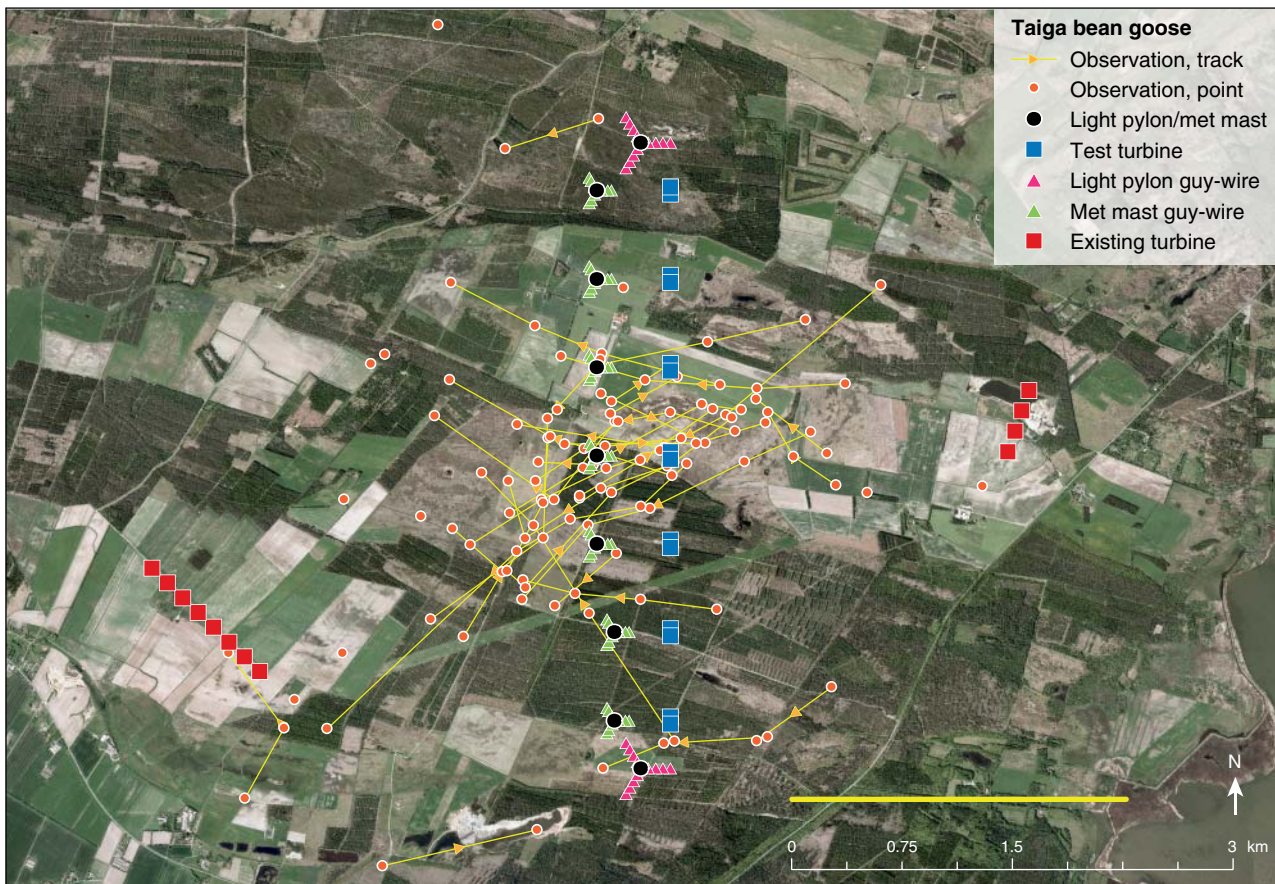 Taiga bean goose
Observation, track
Observation, point
Light pylon/met mast
Test turbine
Light pylon guy-wire
Met mast guy-wire
Existing turbine
N
0 0.75 1.5 3 km